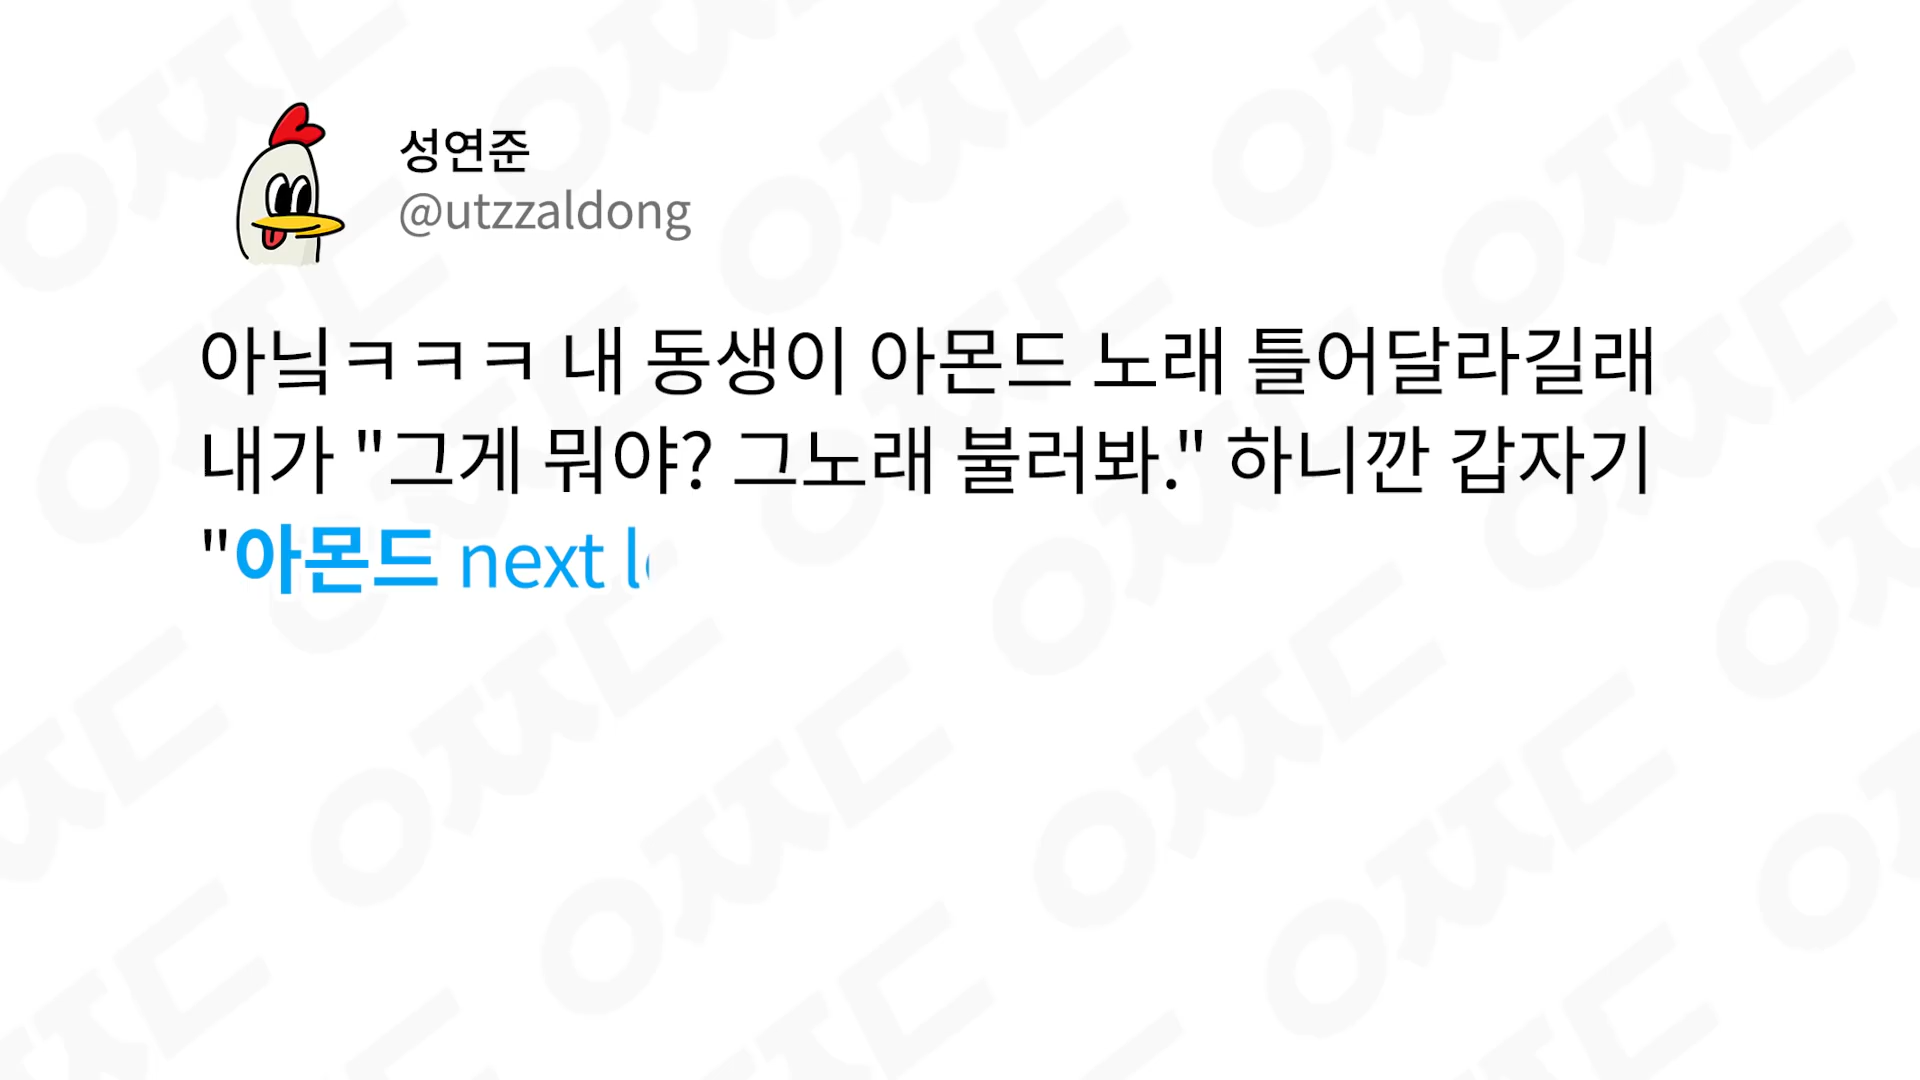 성연준
@utzzaldong
아닠ㅋㅋㅋ 내 동생이 아몬드 노래 틀어달라길래
내가 "그게 뭐야? 그노래 불러봐." 하니깐 갑자기
"아몬드 next